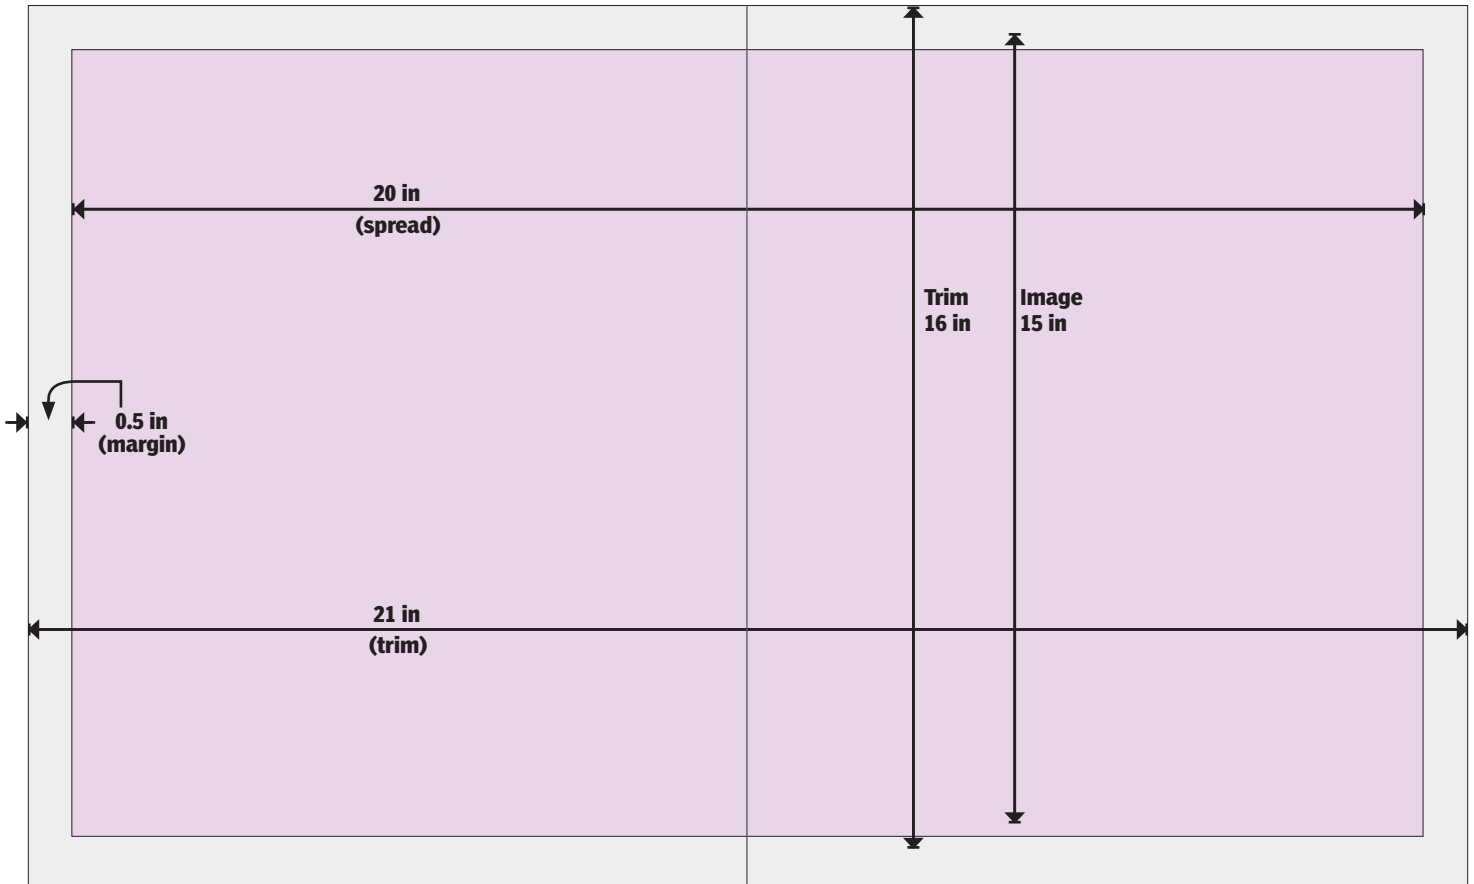 20 in
(spread)
Trim
16 in
Image
15 in
0.5 in
(margin)
21 in
(trim)